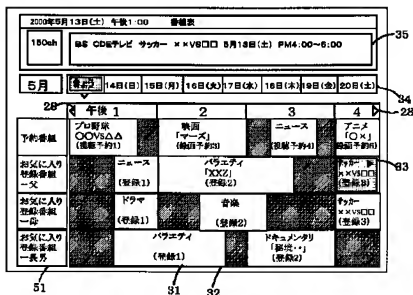 2000年5月13日(土) 午後1:00 番組表
150ch
BS CDEテレビ サッカー ××VS□□ 5月13日(土) PM4:00~6:00
35
5月
14日(日) 15日(月) 16日(火) 17日(水) 18日(木) 19日(金) 20日(土)
34
28
午後 1 2 3 4
28
予約番組
プロ野球
○○VS△△
(視聴予約1)
映画
「マーズ」
(録画予約3)
ニュース
(視聴予約4)
アニメ
「○×」
(録画予約5)
33
お気に入り
登録番組
-父
ニュース
(登録1)
バラエティ
「XXZ」
(登録2)
サッカー
××VS□□
(登録3)
お気に入り
登録番組
-母
ドラマ
(登録1)
音楽
(登録2)
サッカー
××VS□□
(登録3)
お気に入り
登録番組
-長男
バラエティ
(登録1)
ドキュメンタリ
「秘境・・」
(登録2)
51
31
32